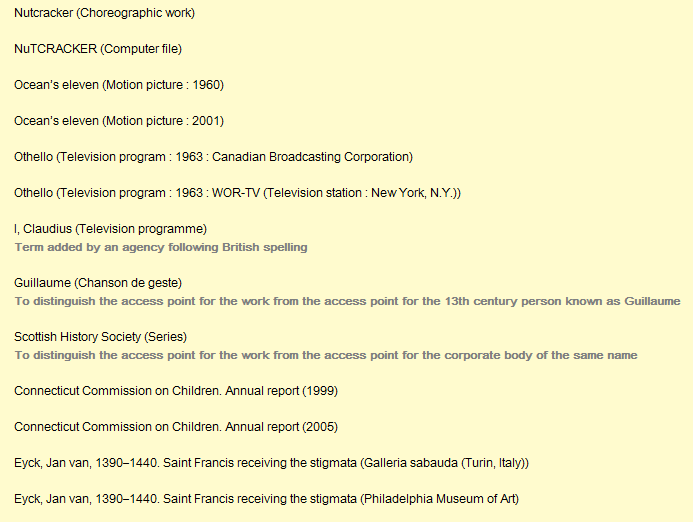 Nutcracker (Choreographic work)
NuTCRACKER (Computer file)
Ocean's eleven (Motion picture : 1960)
Ocean's eleven (Motion picture : 2001)
Othello (Television program : 1963 : Canadian Broadcasting Corporation)
Othello (Television program : 1963 : WOR-TV (Television station : New York, N.Y.))
I, Claudius (Television programme)
Term added by an agency following British spelling
Guillaume (Chanson de geste)
To distinguish the access point for the work from the access point for the 13th century person known as Guillaume
Scottish History Society (Series)
To distinguish the access point for the work from the access point for the corporate body of the same name
Connecticut Commission on Children. Annual report (1999)
Connecticut Commission on Children. Annual report (2005)
Eyck, Jan van, 1390–1440. Saint Francis receiving the stigmata (Galleria sabauda (Turin, Italy))
Eyck, Jan van, 1390–1440. Saint Francis receiving the stigmata (Philadelphia Museum of Art)